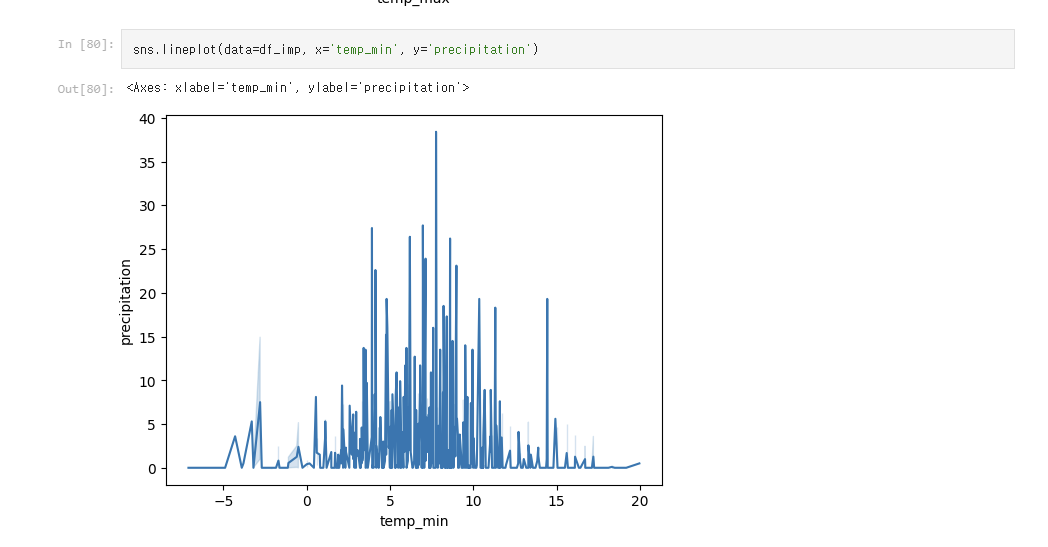 temp_max
In [80]:
sns.lineplot(data=df_imp, x='temp_min', y='precipitation')
Out[80]:
<Axes: xlabel='temp_min', ylabel='precipitation'>
40
35
30
25
20
15
10
5
0
precipitation
−5 0 5 10 15 20
temp_min